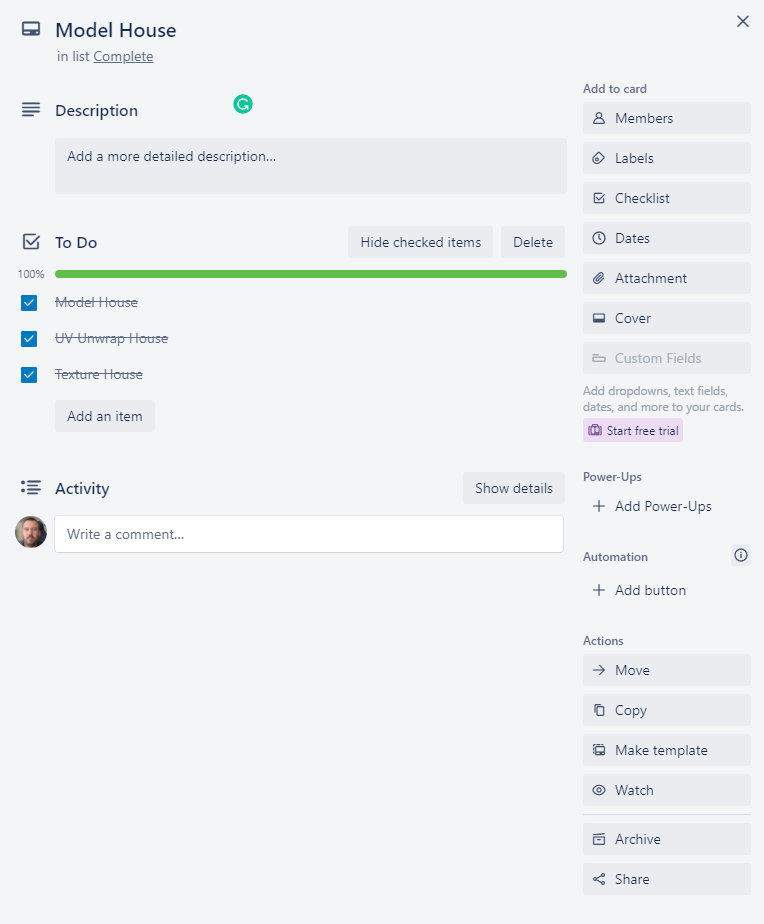 Model House
in list Complete
Description
Add a more detailed description...
To Do
Hide checked items
Delete
100%
Model House
UV Unwrap House
Texture House
Add an item
Activity
Show details
Write a comment...
Add to card
Members
Labels
Checklist
Dates
Attachment
Cover
Custom Fields
Add dropdowns, text fields,
dates, and more to your cards.
Start free trial
Power-Ups
Add Power-Ups
Automation
Add button
Actions
Move
Copy
Make template
Watch
Archive
Share